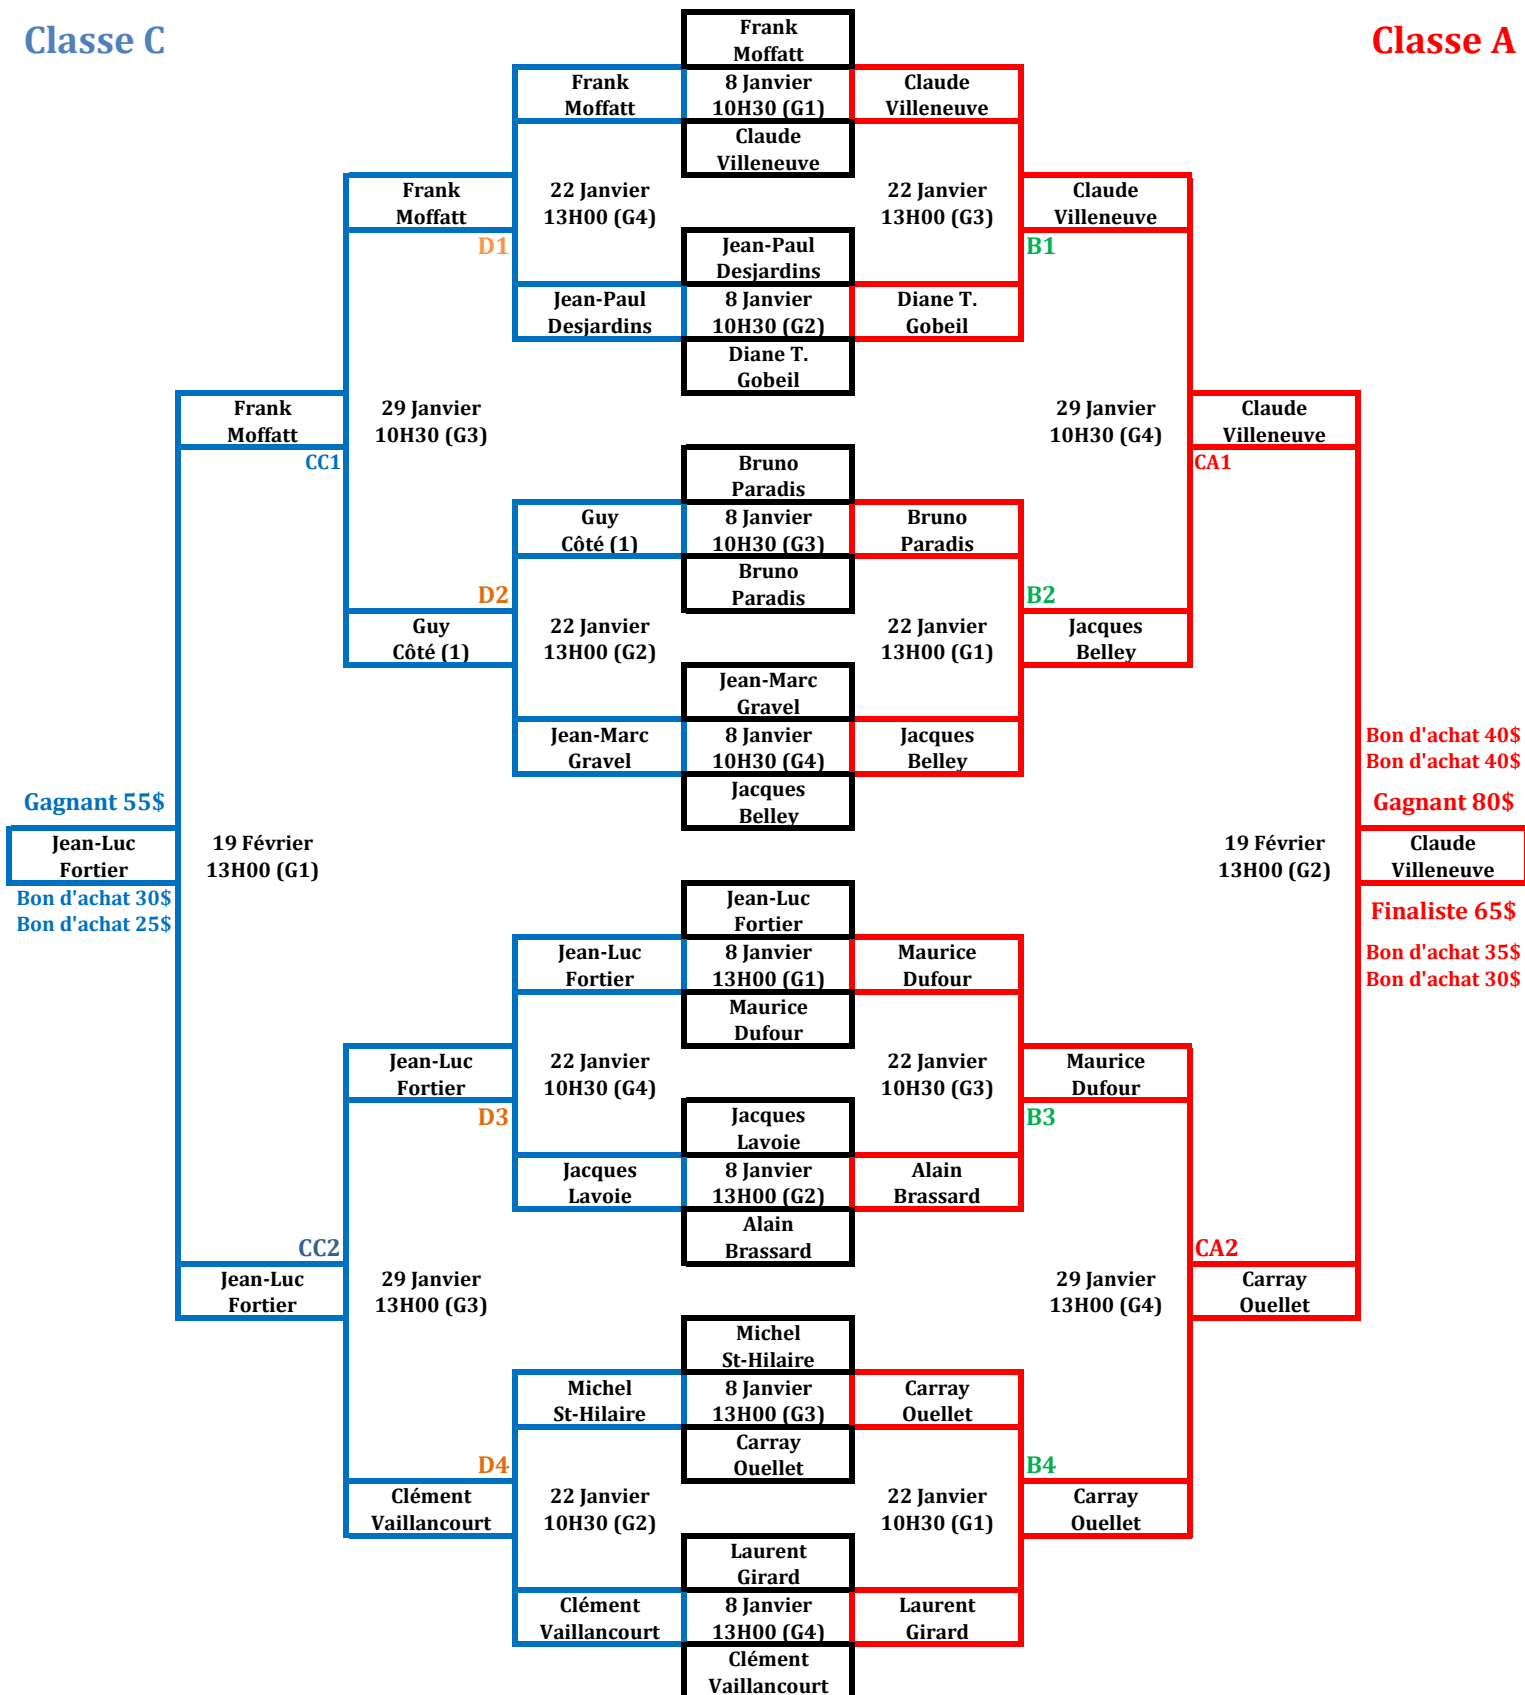 Classe C
Classe A
Frank
Moffatt
Frank
Moffatt
8 Janvier
10H30 (G1)
Claude
Villeneuve
Claude
Villeneuve
Frank
Moffatt
22 Janvier
13H00 (G4)
22 Janvier
13H00 (G3)
Claude
Villeneuve
D1
B1
Jean-Paul
Desjardins
Jean-Paul
Desjardins
8 Janvier
10H30 (G2)
Diane T.
Gobeil
Diane T.
Gobeil
Frank
Moffatt
29 Janvier
10H30 (G3)
29 Janvier
10H30 (G4)
Claude
Villeneuve
CC1
CA1
Bruno
Paradis
Guy
Côté (1)
8 Janvier
10H30 (G3)
Bruno
Paradis
Bruno
Paradis
D2
B2
Guy
Côté (1)
22 Janvier
13H00 (G2)
22 Janvier
13H00 (G1)
Jacques
Belley
Jean-Marc
Gravel
Jean-Marc
Gravel
8 Janvier
10H30 (G4)
Jacques
Belley
Jacques
Belley
Bon d'achat 40$
Bon d'achat 40$
Gagnant 55$
Gagnant 80$
Jean-Luc
Fortier
19 Février
13H00 (G1)
19 Février
13H00 (G2)
Claude
Villeneuve
Bon d'achat 30$
Bon d'achat 25$
Finaliste 65$
Bon d'achat 35$
Bon d'achat 30$
Jean-Luc
Fortier
Jean-Luc
Fortier
8 Janvier
13H00 (G1)
Maurice
Dufour
Maurice
Dufour
Jean-Luc
Fortier
22 Janvier
10H30 (G4)
22 Janvier
10H30 (G3)
Maurice
Dufour
D3
B3
Jacques
Lavoie
Jacques
Lavoie
8 Janvier
13H00 (G2)
Alain
Brassard
Alain
Brassard
CC2
CA2
Jean-Luc
Fortier
29 Janvier
13H00 (G3)
29 Janvier
13H00 (G4)
Carray
Ouellet
Michel
St-Hilaire
Michel
St-Hilaire
8 Janvier
13H00 (G3)
Carray
Ouellet
Carray
Ouellet
D4
B4
Clément
Vaillancourt
22 Janvier
10H30 (G2)
22 Janvier
10H30 (G1)
Carray
Ouellet
Laurent
Girard
Clément
Vaillancourt
8 Janvier
13H00 (G4)
Laurent
Girard
Clément
Vaillancourt